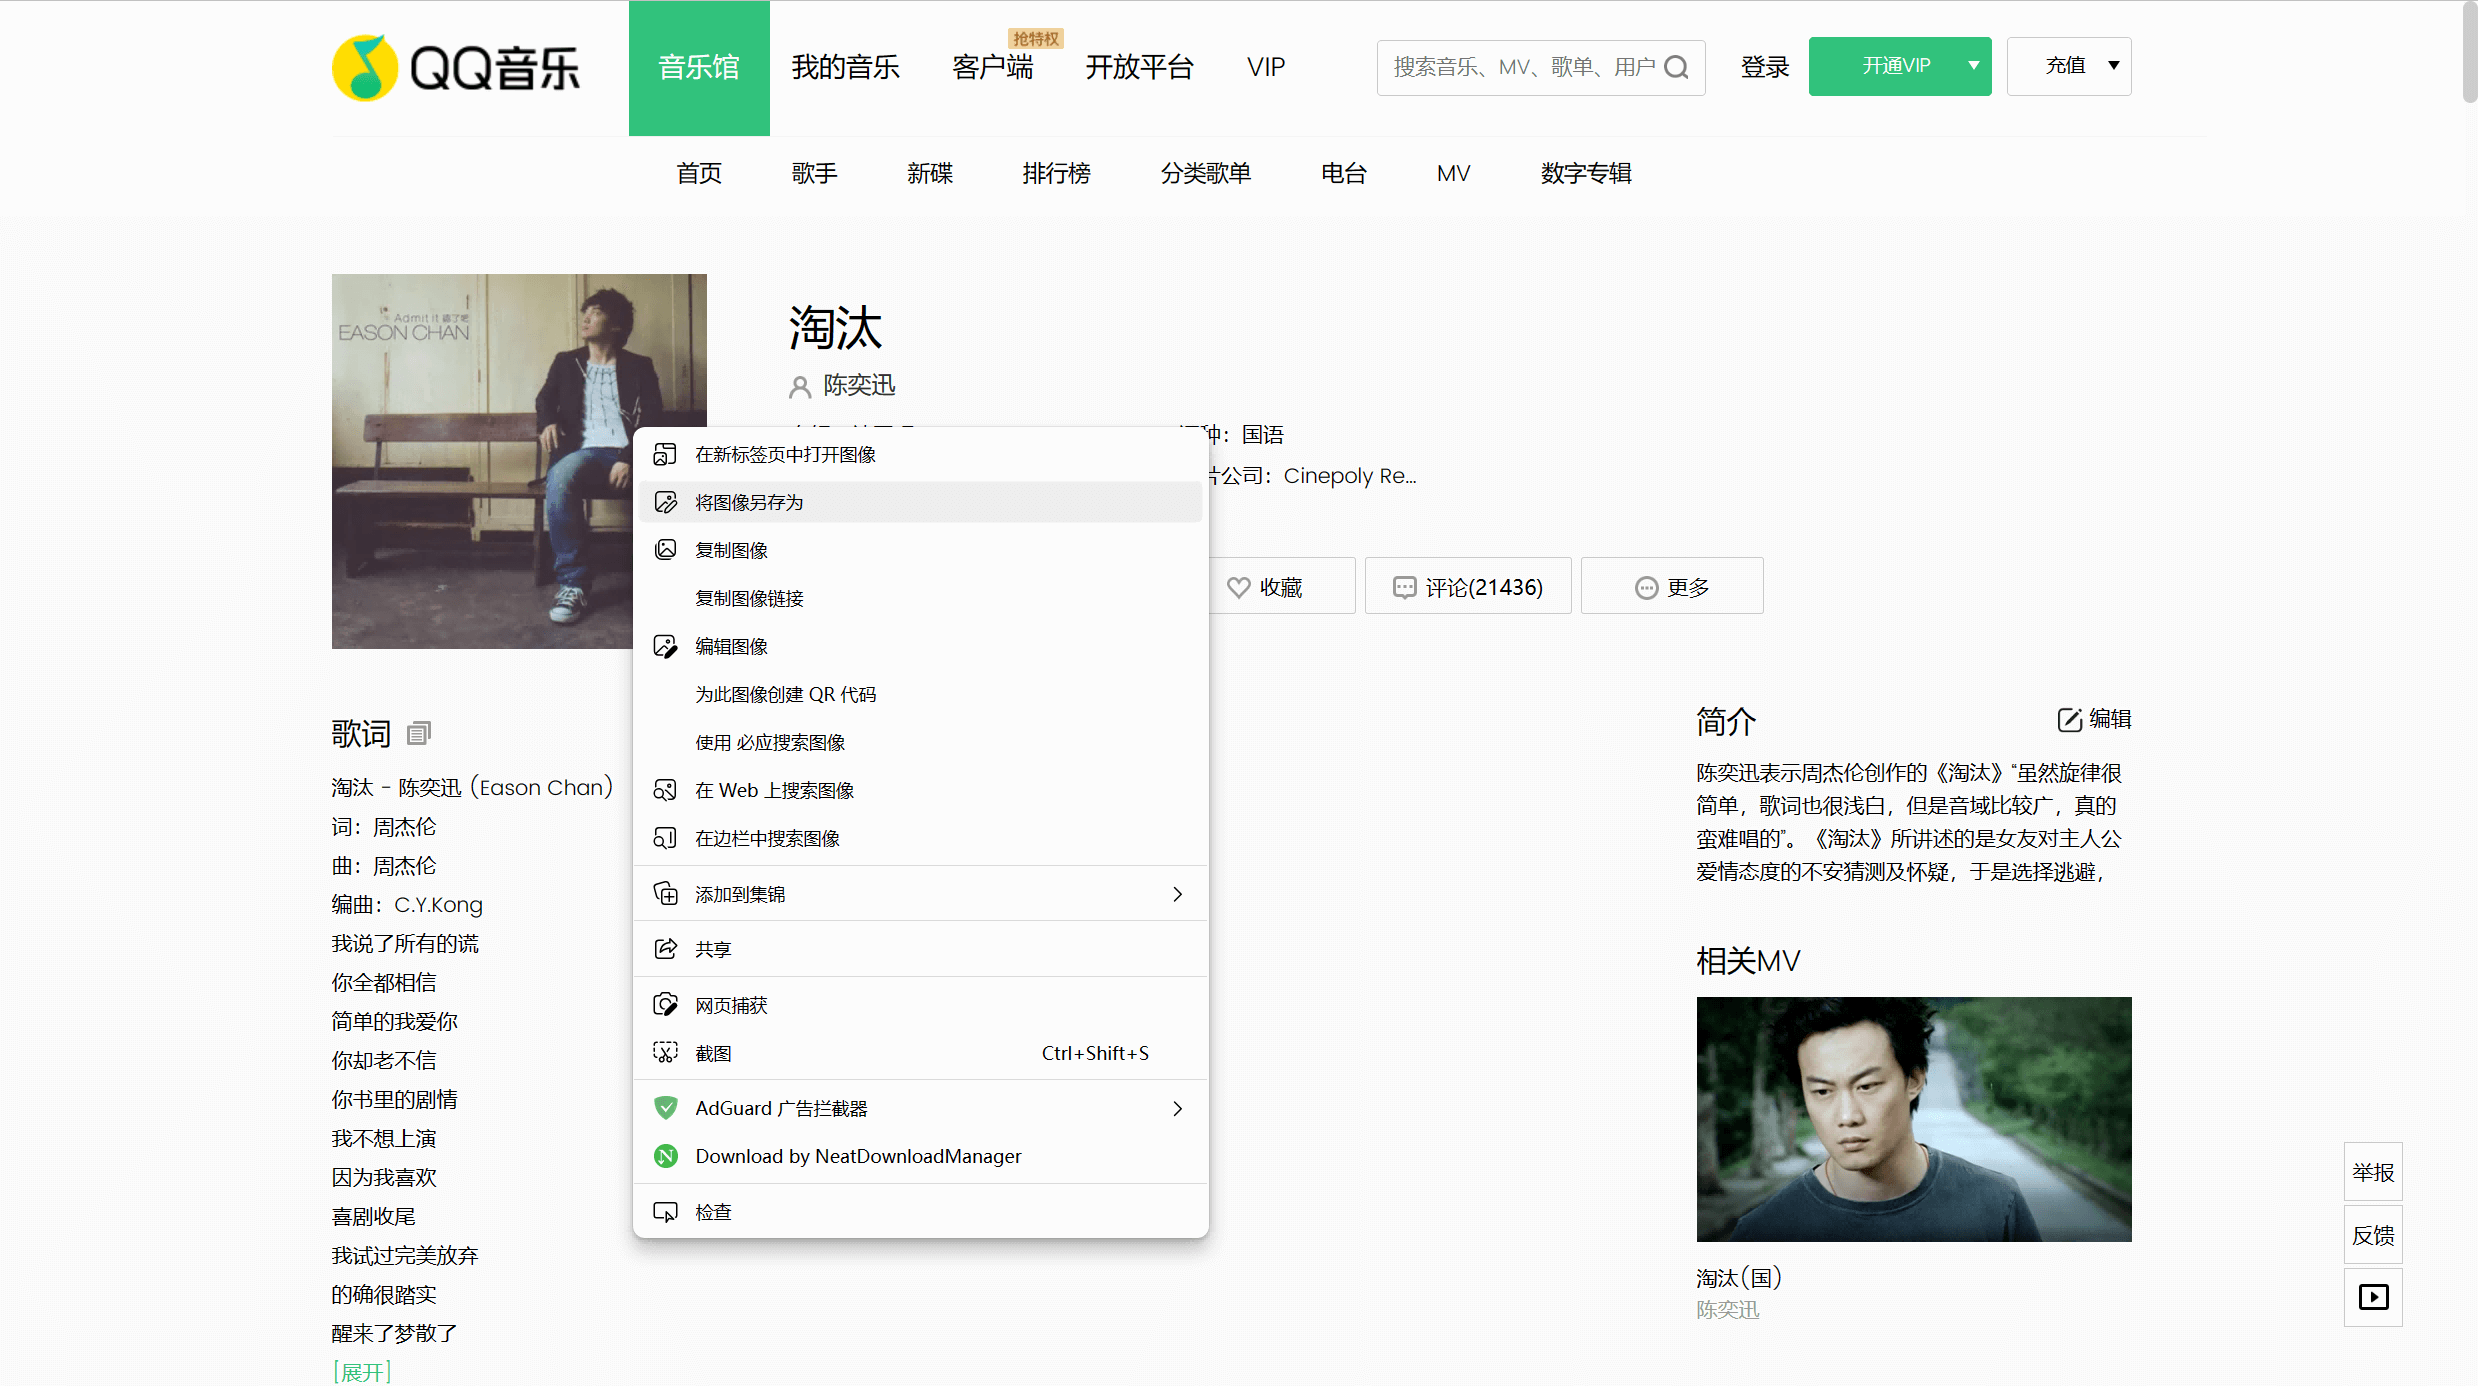 QQ音乐
音乐馆
我的音乐
客户端
抢特权
开放平台
VIP
搜索音乐、MV、歌单、用户
登录
开通VIP
充值
首页
歌手
新碟
排行榜
分类歌单
电台
MV
数字专辑
Admit it 认了吧
EASON CHAN
淘汰
陈奕迅
种：国语
片公司：Cinepoly Re...
收藏
评论(21436)
更多
在新标签页中打开图像
将图像另存为
复制图像
复制图像链接
编辑图像
为此图像创建 QR 代码
使用 必应搜索图像
在 Web 上搜索图像
在边栏中搜索图像
添加到集锦
共享
网页捕获
截图 Ctrl+Shift+S
AdGuard 广告拦截器
Download by NeatDownloadManager
检查
歌词
淘汰 - 陈奕迅 (Eason Chan)
词：周杰伦
曲：周杰伦
编曲：C.Y.Kong
我说了所有的谎
你全都相信
简单的我爱你
你却老不信
你书里的剧情
我不想上演
因为我喜欢
喜剧收尾
我试过完美放弃
的确很踏实
醒来了梦散了
[展开]
简介
编辑
陈奕迅表示周杰伦创作的《淘汰》“虽然旋律很
简单，歌词也很浅白，但是音域比较广，真的
蛮难唱的”。《淘汰》所讲述的是女友对主人公
爱情态度的不安猜测及怀疑，于是选择逃避，
相关MV
淘汰(国)
陈奕迅
举报
反馈